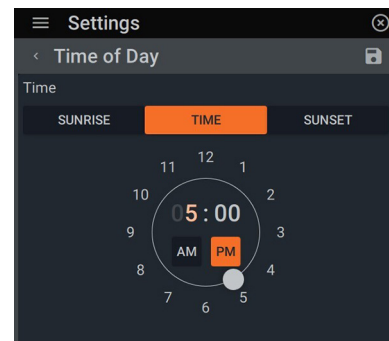 Settings
Time of Day
Time
SUNRISE TIME SUNSET
12
11 1
10 2
05:00
9 3
AM PM
8 4
7 5
6